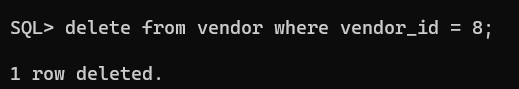 SQL> delete from vendor where vendor_id = 8;
1 row deleted.